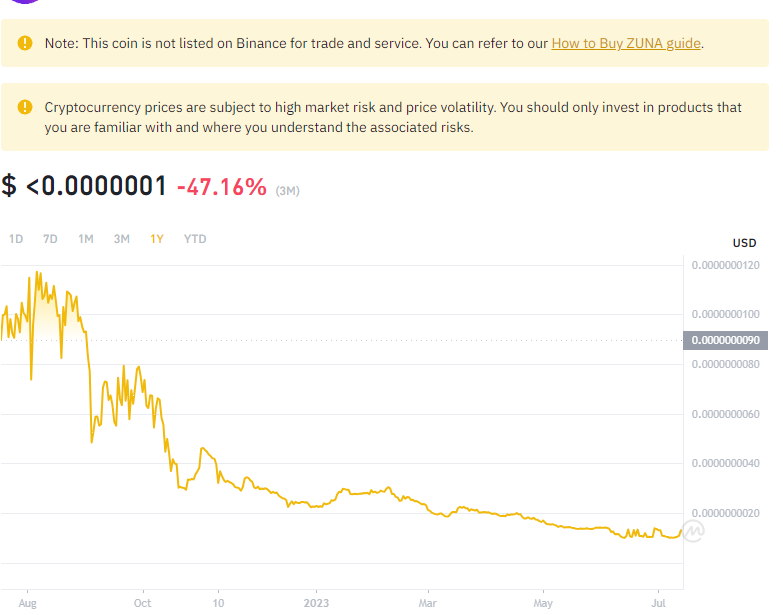 Note: This coin is not listed on Binance for trade and service. You can refer to our How to Buy ZUNA guide.
Cryptocurrency prices are subject to high market risk and price volatility. You should only invest in products that
you are familiar with and where you understand the associated risks.
$ <0.0000001 -47.16% (3M)
1D 7D 1M 3M 1Y YTD
USD
0.0000000120
0.0000000100
0.0000000090
0.0000000080
0.0000000060
0.0000000040
0.0000000020
Aug Oct 10 2023 Mar May Jul